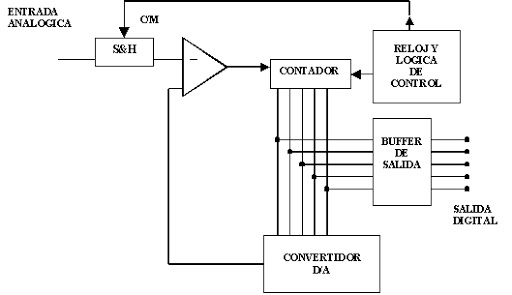 ENTRADA
ANALOGICA
C/M
S&H
−
CONTADOR
RELOJ Y
LOGICA
DE
CONTROL
BUFFER
DE
SALIDA
SALIDA
DIGITAL
CONVERTIDOR
D/A